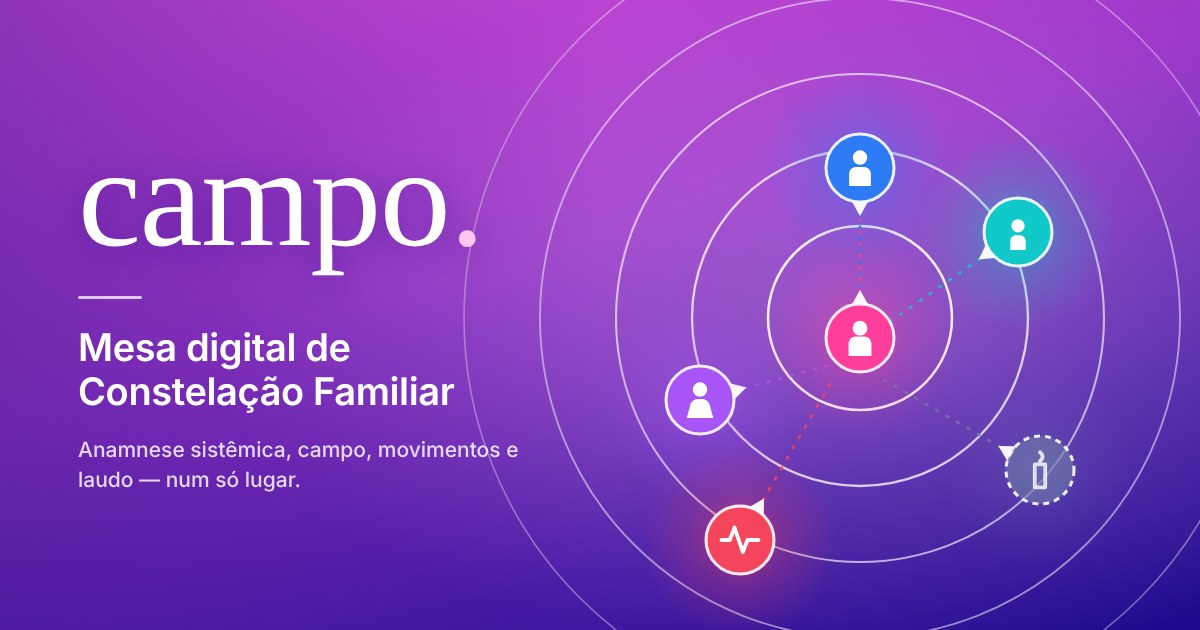 campo.
Mesa digital de
Constelação Familiar
Anamnese sistêmica, campo, movimentos e
laudo — num só lugar.